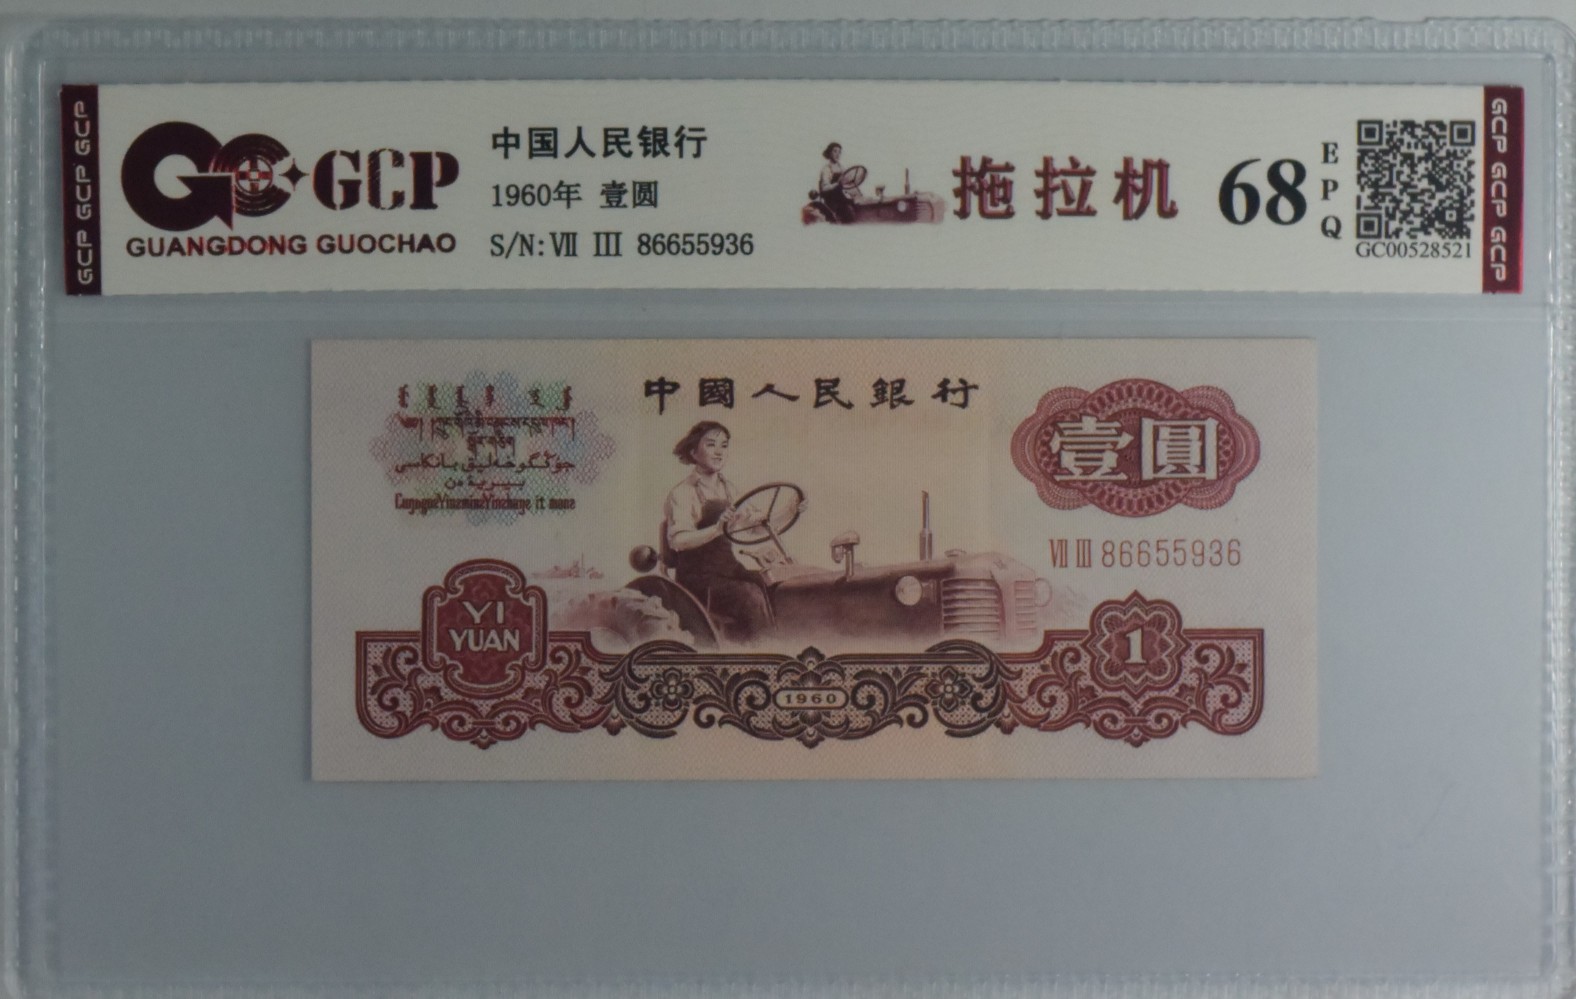 GCP GCP GCP
GCP
GUANGDONG GUOCHAO
中国人民银行
1960年 壹圆
S/N: Ⅶ Ⅲ 86655936
拖拉机
68
EPQ
GC00528521
GCP GCP GCP
中國人民銀行
壹圓
Ⅶ Ⅲ 86655936
YI
YUAN
1
1960